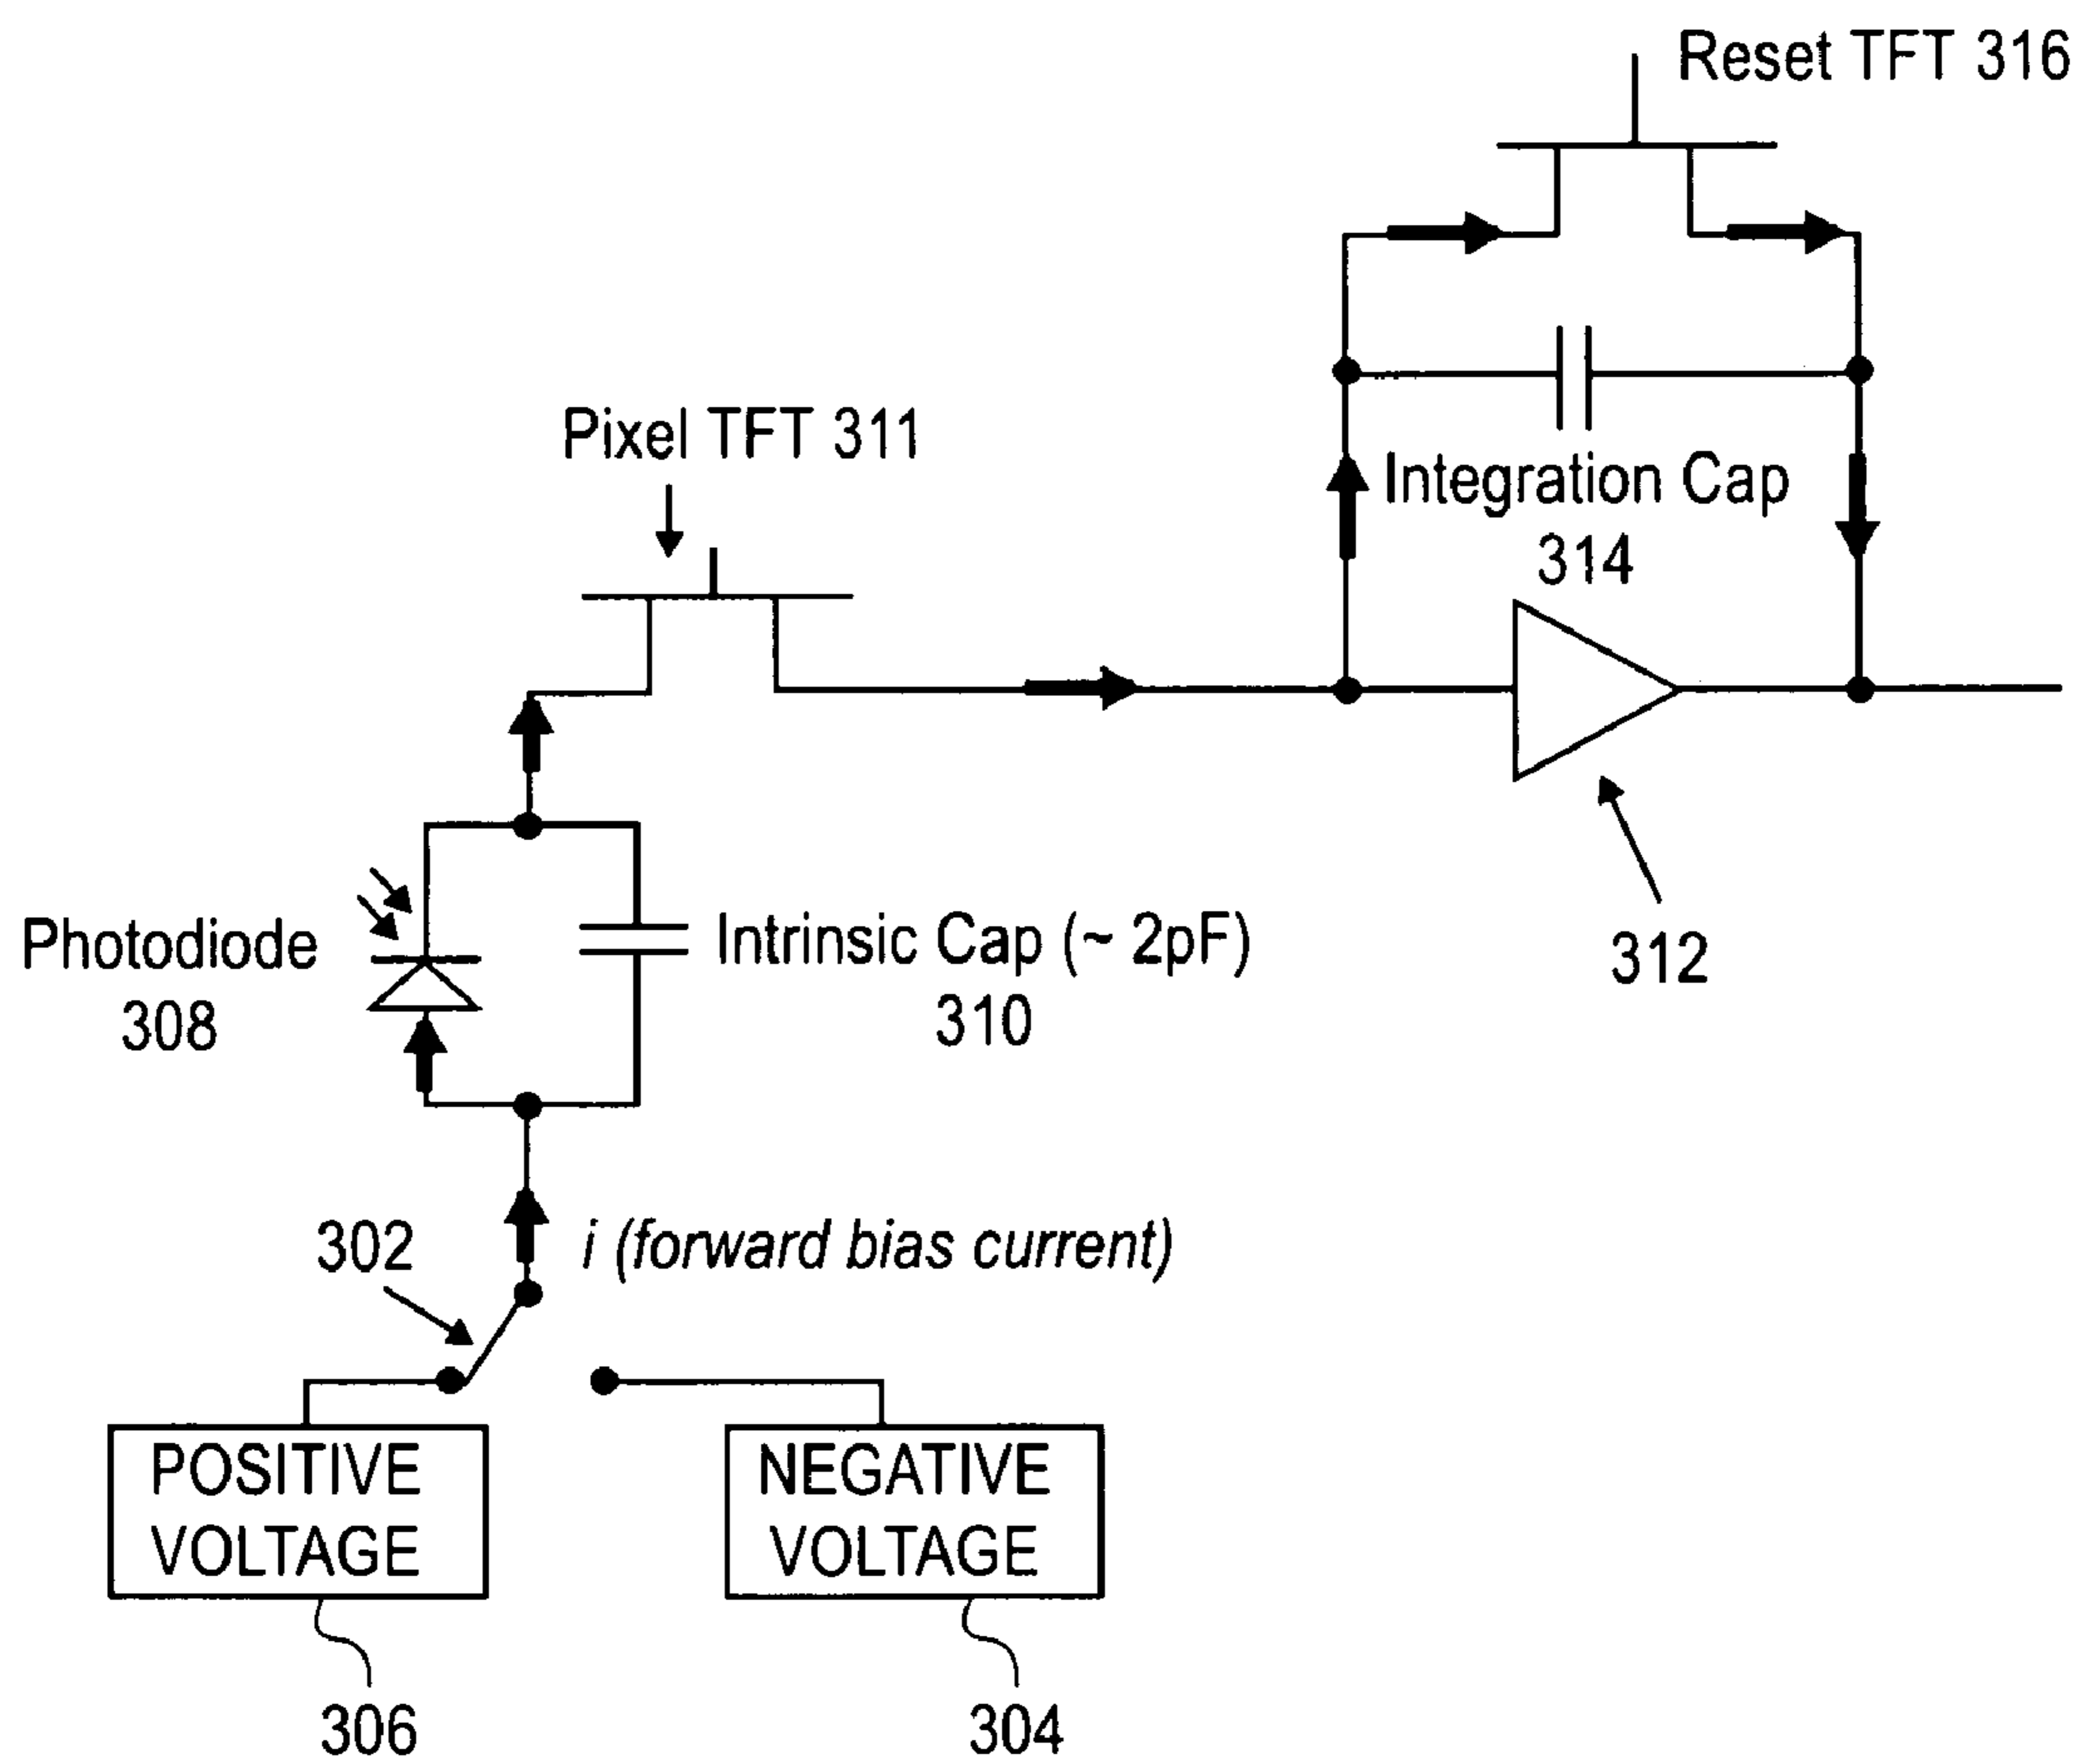 Reset TFT 316
Pixel TFT 311
Integration Cap
314
Photodiode
308
Intrinsic Cap (~ 2pF)
310
312
302
i (forward bias current)
POSITIVE
VOLTAGE
NEGATIVE
VOLTAGE
306
304